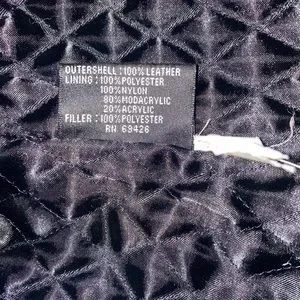 OUTERSHELL:100%LEATHER
LINING:100%POLYESTER
100%NYLON
80%MODACRYLIC
20%ACRYLIC
FILLER:100%POLYESTER
RN 69426